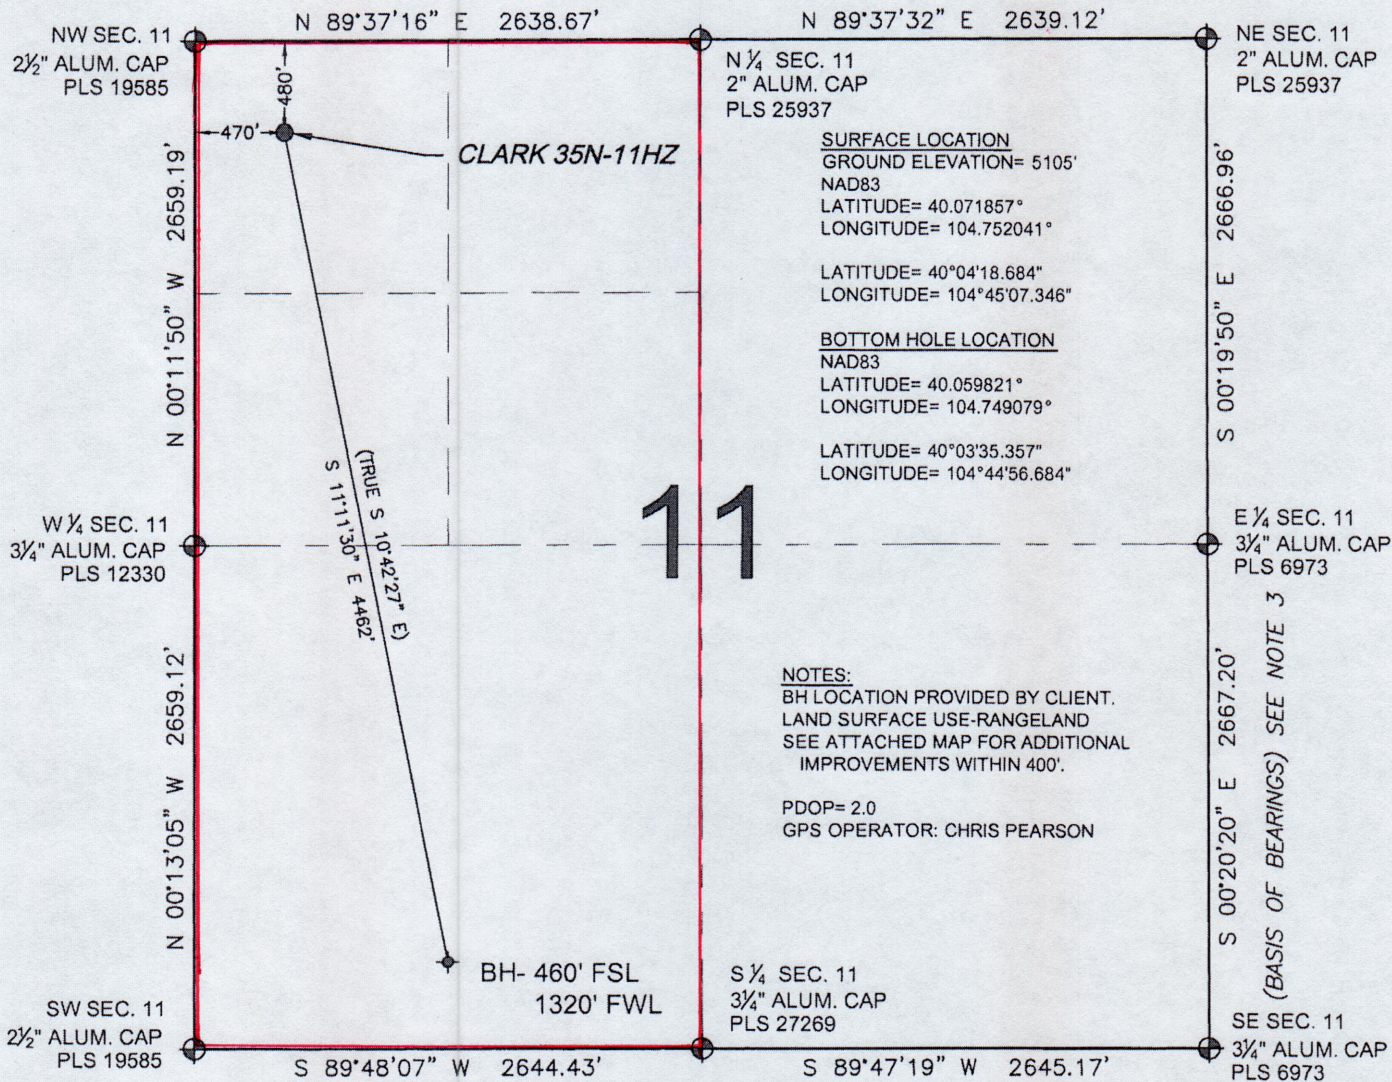 N 89°37'16" E 2638.67'
N 89°37'32" E 2639.12'
NW SEC. 11
2½" ALUM. CAP
PLS 19585
N ¼ SEC. 11
2" ALUM. CAP
PLS 25937
NE SEC. 11
2" ALUM. CAP
PLS 25937
480'
470'
CLARK 35N-11HZ
SURFACE LOCATION
GROUND ELEVATION= 5105'
NAD83
LATITUDE= 40.071857°
LONGITUDE= 104.752041°
LATITUDE= 40°04'18.684"
LONGITUDE= 104°45'07.346"
BOTTOM HOLE LOCATION
NAD83
LATITUDE= 40.059821°
LONGITUDE= 104.749079°
LATITUDE= 40°03'35.357"
LONGITUDE= 104°44'56.684"
N 00°11'50" W 2659.19'
S 00°19'50" E 2666.96'
(TRUE S 10°42'27" E)
S 11°11'30" E 4462'
11
W ¼ SEC. 11
3¼" ALUM. CAP
PLS 12330
E ¼ SEC. 11
3¼" ALUM. CAP
PLS 6973
NOTES:
BH LOCATION PROVIDED BY CLIENT.
LAND SURFACE USE-RANGELAND
SEE ATTACHED MAP FOR ADDITIONAL
IMPROVEMENTS WITHIN 400'.
PDOP= 2.0
GPS OPERATOR: CHRIS PEARSON
N 00°13'05" W 2659.12'
S 00°20'20" E 2667.20'
(BASIS OF BEARINGS) SEE NOTE 3
BH- 460' FSL
1320' FWL
SW SEC. 11
2½" ALUM. CAP
PLS 19585
S ¼ SEC. 11
3¼" ALUM. CAP
PLS 27269
SE SEC. 11
3¼" ALUM. CAP
PLS 6973
S 89°48'07" W 2644.43'
S 89°47'19" W 2645.17'